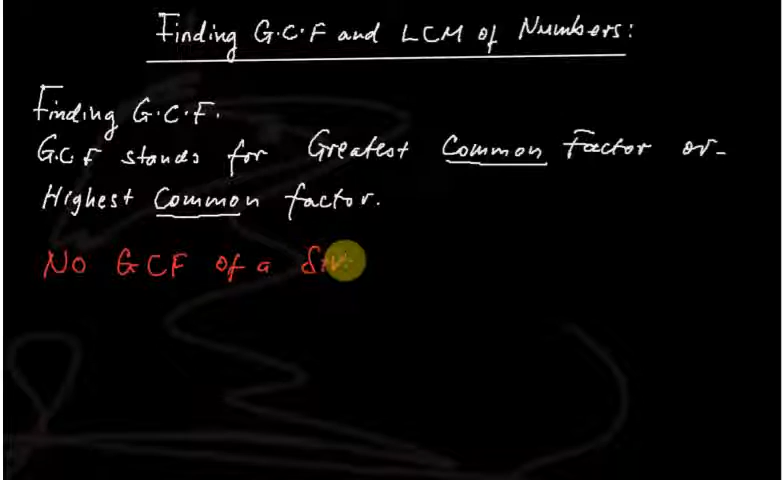 Finding G.C.F and LCM of Numbers:
Finding G.C.F.
G.C.F stands for Greatest Common Factor or
Highest Common factor.
No GCF of a